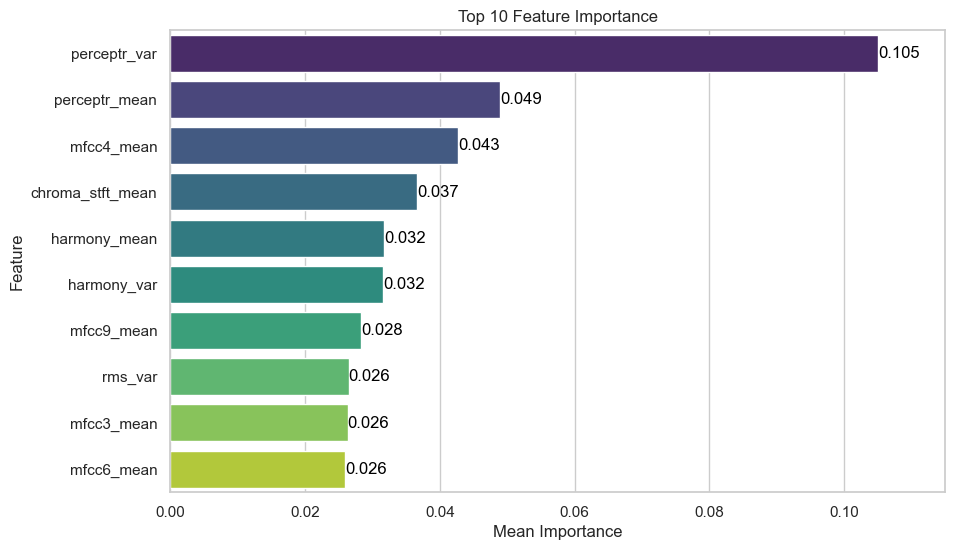 Top 10 Feature Importance
Feature
perceptr_var 0.105
perceptr_mean 0.049
mfcc4_mean 0.043
chroma_stft_mean 0.037
harmony_mean 0.032
harmony_var 0.032
mfcc9_mean 0.028
rms_var 0.026
mfcc3_mean 0.026
mfcc6_mean 0.026
0.00 0.02 0.04 0.06 0.08 0.10
Mean Importance